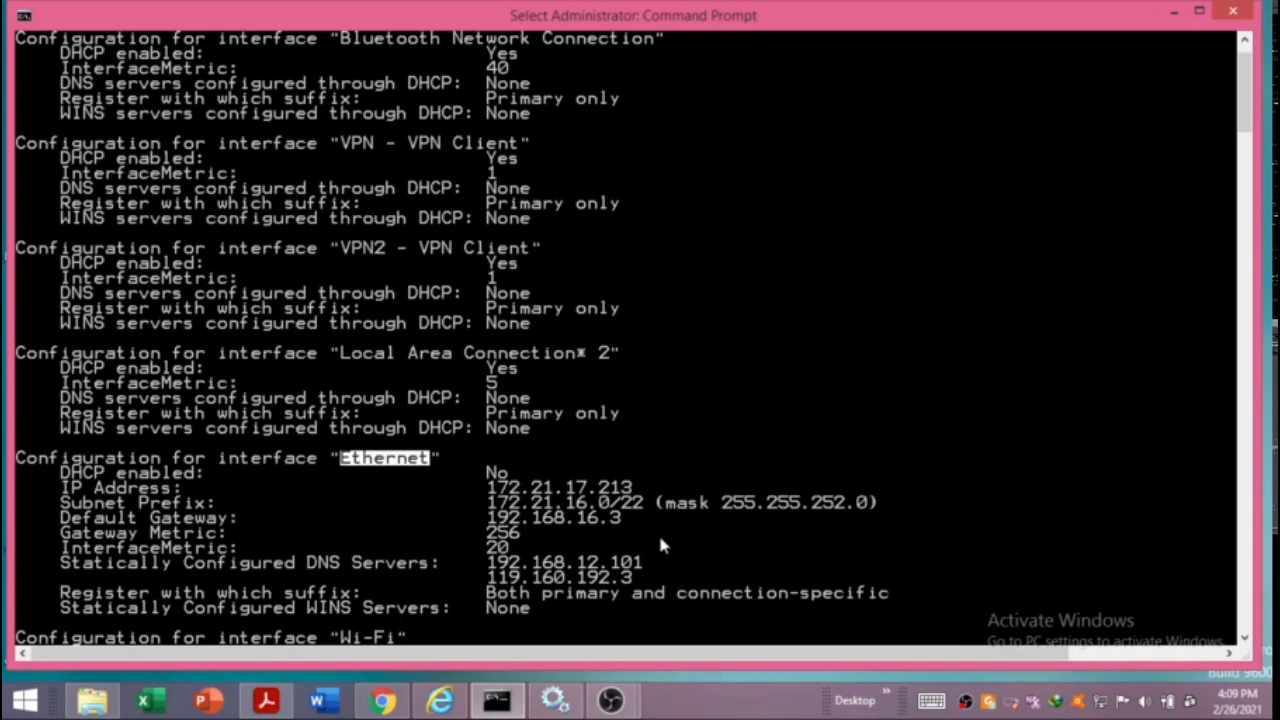 Select Administrator: Command Prompt
Configuration for interface "Bluetooth Network Connection"
DHCP enabled: Yes
InterfaceMetric: 40
DNS servers configured through DHCP: None
Register with which suffix: Primary only
WINS servers configured through DHCP: None
Configuration for interface "VPN - VPN Client"
DHCP enabled: Yes
InterfaceMetric: 1
DNS servers configured through DHCP: None
Register with which suffix: Primary only
WINS servers configured through DHCP: None
Configuration for interface "VPN2 - VPN Client"
DHCP enabled: Yes
InterfaceMetric: 1
DNS servers configured through DHCP: None
Register with which suffix: Primary only
WINS servers configured through DHCP: None
Configuration for interface "Local Area Connection* 2"
DHCP enabled: Yes
InterfaceMetric: 5
DNS servers configured through DHCP: None
Register with which suffix: Primary only
WINS servers configured through DHCP: None
Configuration for interface "Ethernet"
DHCP enabled: No
IP Address: 172.21.17.213
Subnet Prefix: 172.21.16.0/22 (mask 255.255.252.0)
Default Gateway: 192.168.16.3
Gateway Metric: 256
InterfaceMetric: 20
Statically Configured DNS Servers: 192.168.12.101
119.160.192.3
Register with which suffix: Both primary and connection-specific
Statically Configured WINS Servers: None
Configuration for interface "Wi-Fi"
Activate Windows
Go to PC settings to activate Windows.
Build 9600
Desktop
4:09 PM
2/26/2021